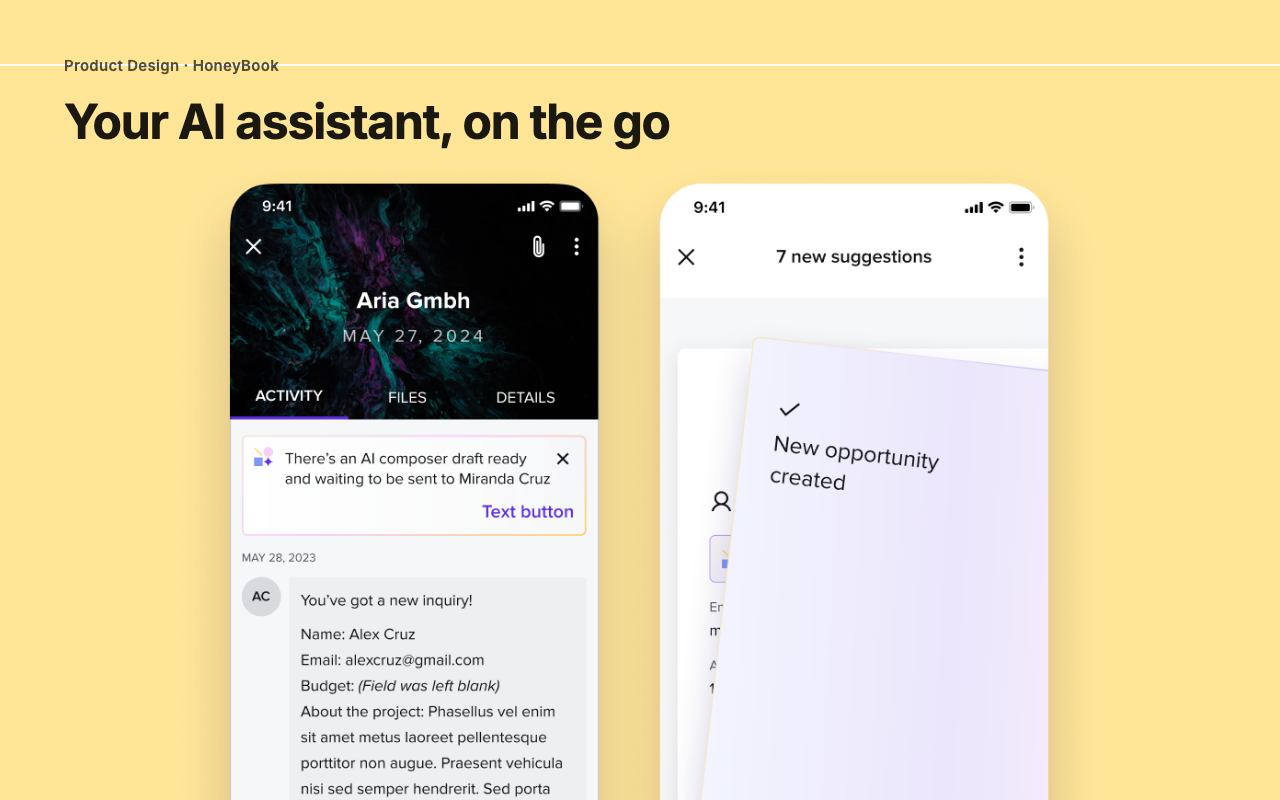 Product Design · HoneyBook
Your AI assistant, on the go
9:41
Aria Gmbh
MAY 27, 2024
ACTIVITY FILES DETAILS
There's an AI composer draft ready
and waiting to be sent to Miranda Cruz
Text button
MAY 28, 2023
AC
You've got a new inquiry!
Name: Alex Cruz
Email: alexcruz@gmail.com
Budget: (Field was left blank)
About the project: Phasellus vel enim
sit amet metus laoreet pellentesque
porttitor non augue. Praesent vehicula
nisi sed semper hendrerit. Sed porta
9:41
7 new suggestions
New opportunity
created